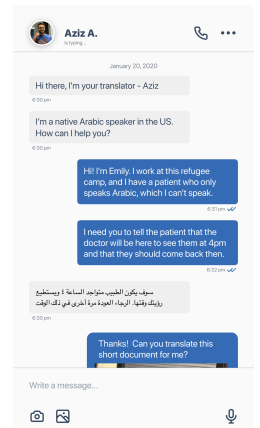 Aziz A.
is typing...
January 20, 2020
Hi there, I'm your translator - Aziz
6:30 pm
I'm a native Arabic speaker in the US.
How can I help you?
6:30 pm
Hi! I'm Emily. I work at this refugee
camp, and I have a patient who only
speaks Arabic, which I can't speak.
6:31 pm
I need you to tell the patient that the
doctor will be here to see them at 4pm
and that they should come back then.
6:32 pm
سوف يكون الطبيب متواجد الساعة ٤ ويستطيع
رؤيتك وقتها. الرجاء العودة مرة أخرى في ذلك الوقت
6:30 pm
Thanks! Can you translate this
short document for me?
Write a message...